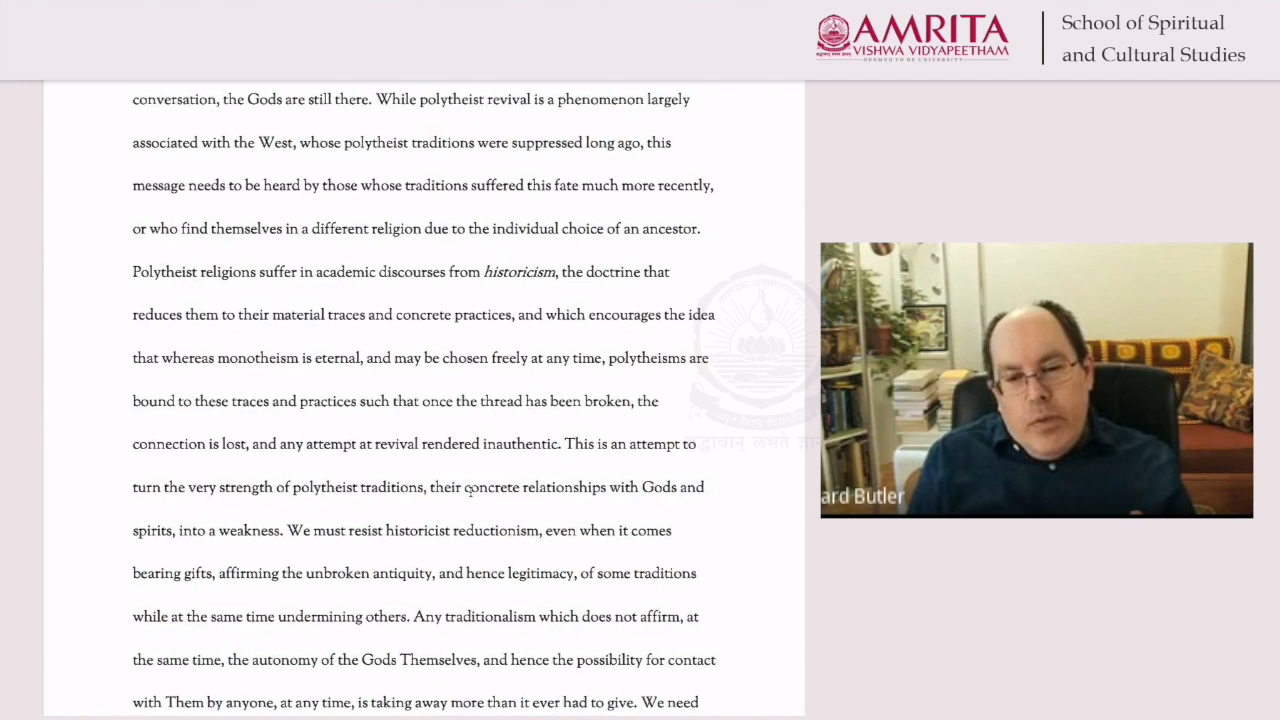 AMRITA
VISHWA VIDYAPEETHAM
DEEMED TO BE UNIVERSITY
School of Spiritual
and Cultural Studies
conversation, the Gods are still there. While polytheist revival is a phenomenon largely
associated with the West, whose polytheist traditions were suppressed long ago, this
message needs to be heard by those whose traditions suffered this fate much more recently,
or who find themselves in a different religion due to the individual choice of an ancestor.
Polytheist religions suffer in academic discourses from historicism, the doctrine that
reduces them to their material traces and concrete practices, and which encourages the idea
that whereas monotheism is eternal, and may be chosen freely at any time, polytheisms are
bound to these traces and practices such that once the thread has been broken, the
connection is lost, and any attempt at revival rendered inauthentic. This is an attempt to
turn the very strength of polytheist traditions, their concrete relationships with Gods and
spirits, into a weakness. We must resist historicist reductionism, even when it comes
bearing gifts, affirming the unbroken antiquity, and hence legitimacy, of some traditions
while at the same time undermining others. Any traditionalism which does not affirm, at
the same time, the autonomy of the Gods Themselves, and hence the possibility for contact
with Them by anyone, at any time, is taking away more than it ever had to give. We need
श्रद्धावान् लभते ज्ञान
ard Butler